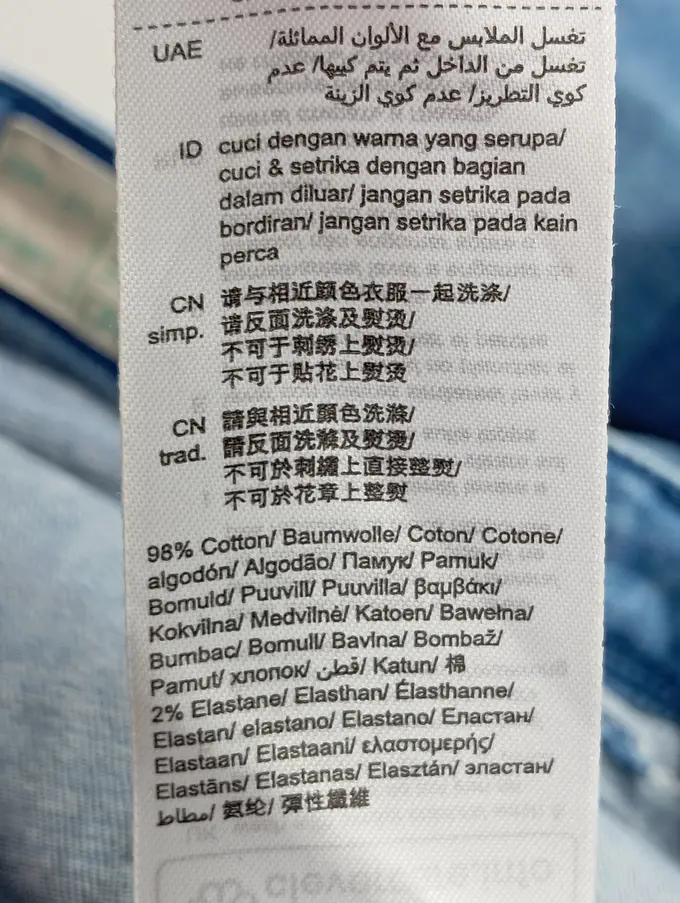 UAE تغسل الملابس مع الألوان المماثلة/
تغسل من الداخل ثم يتم كييها/ عدم
كوي التطريز/ عدم كوي الزينة
ID cuci dengan warna yang serupa/
cuci & setrika dengan bagian
dalam diluar/ jangan setrika pada
bordiran/ jangan setrika pada kain
perca
CN 请与相近顏色衣服一起洗涤/
simp. 请反面洗涤及熨烫/
不可于刺绣上熨烫/
不可于贴花上熨烫
CN 請與相近顏色洗滌/
trad. 請反面洗滌及熨燙/
不可於刺繡上直接整熨/
不可於花章上整熨
98% Cotton/ Baumwolle/ Coton/ Cotone/
algodón/ Algodão/ Памук/ Pamuk/
Bomuld/ Puuvill/ Puuvilla/ βαμβάκι/
Kokvilna/ Medvilnė/ Katoen/ Bawełna/
Bumbac/ Bomull/ Bavlna/ Bombaž/
Pamut/ хлопок/ قطن/ Katun/ 棉
2% Elastane/ Elasthan/ Élasthanne/
Elastan/ elastano/ Elastano/ Еластан/
Elastaan/ Elastaani/ ελαστομερής/
Elastāns/ Elastanas/ Elasztán/ эластан/
مطاط/ 氨纶/ 彈性纖維